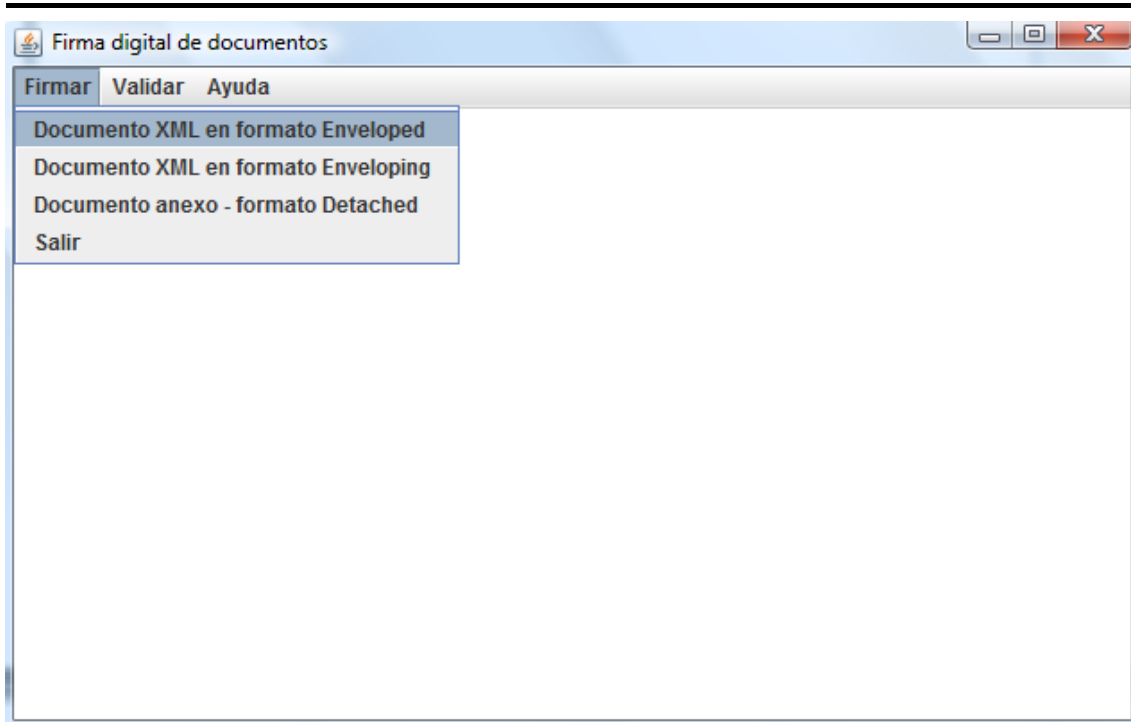 Firma digital de documentos
Firmar Validar Ayuda
Documento XML en formato Enveloped
Documento XML en formato Enveloping
Documento anexo - formato Detached
Salir